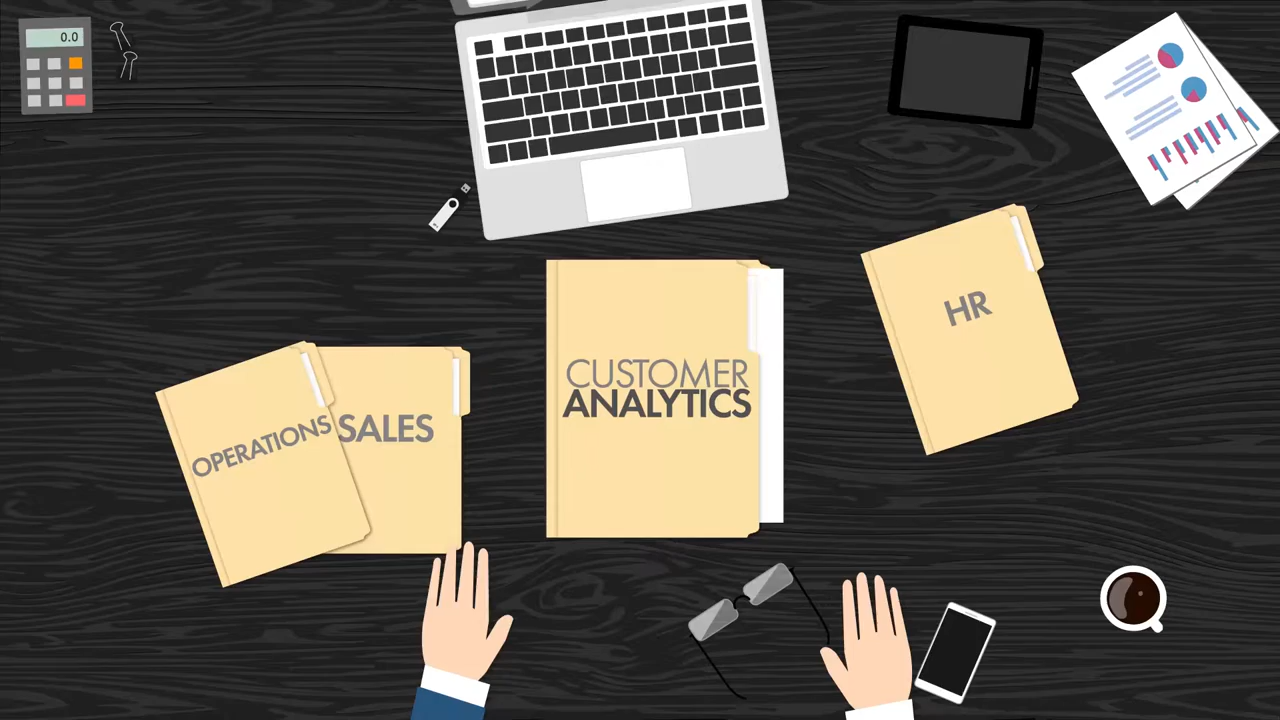 0.0
HR
CUSTOMER
ANALYTICS
OPERATIONS
SALES